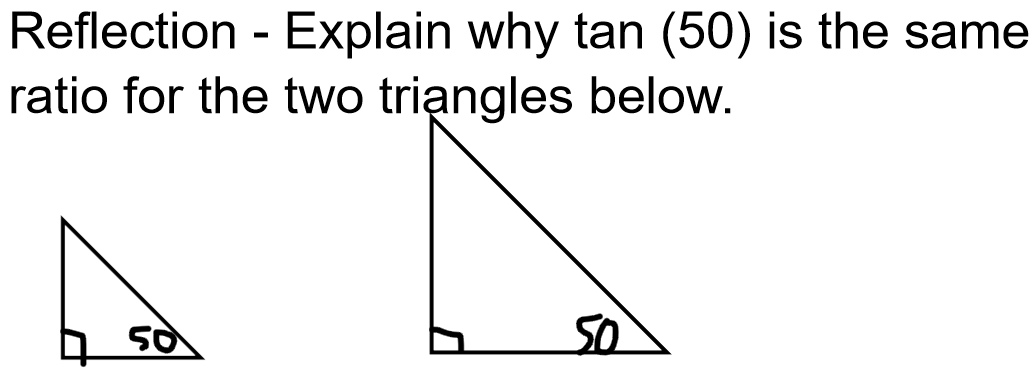 Reflection - Explain why tan (50) is the same
ratio for the two triangles below.
50
50